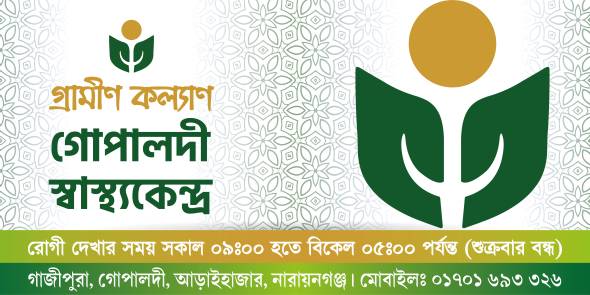 গ্রামীণ কল্যাণ
গোপালদী
স্বাস্থ্যকেন্দ্র
রোগী দেখার সময় সকাল ০৯ঃ০০ হতে বিকেল ০৫ঃ০০ পর্যন্ত (শুক্রবার বন্ধ)
গাজীপুরা, গোপালদী, আড়াইহাজার, নারায়নগঞ্জ। মোবাইলঃ ০১৭০১ ৬৯৩ ৩২৬